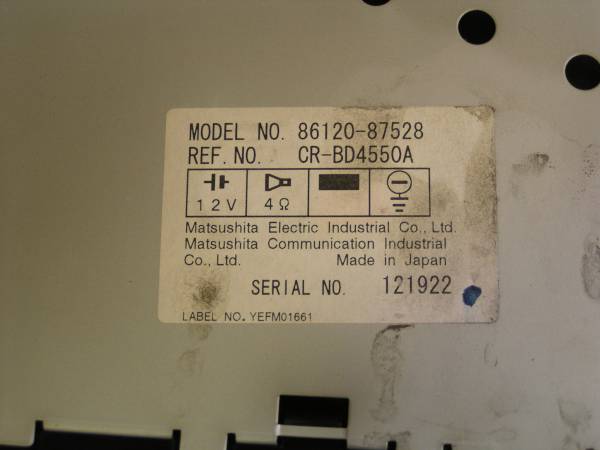 MODEL NO. 86120-87528
REF. NO. CR-BD4550A
12V 4Ω
Matsushita Electric Industrial Co., Ltd.
Matsushita Communication Industrial
Co., Ltd. Made in Japan
SERIAL NO. 121922
LABEL NO. YEFM01661